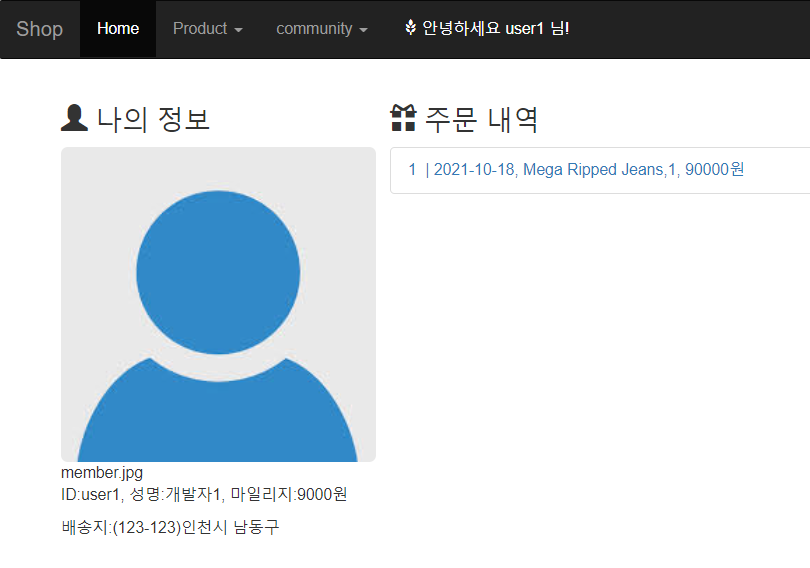 Shop Home Product community 안녕하세요 user1 님!
나의 정보
member.jpg
ID:user1, 성명:개발자1, 마일리지:9000원
배송지:(123-123)인천시 남동구
주문 내역
1 | 2021-10-18, Mega Ripped Jeans,1, 90000원